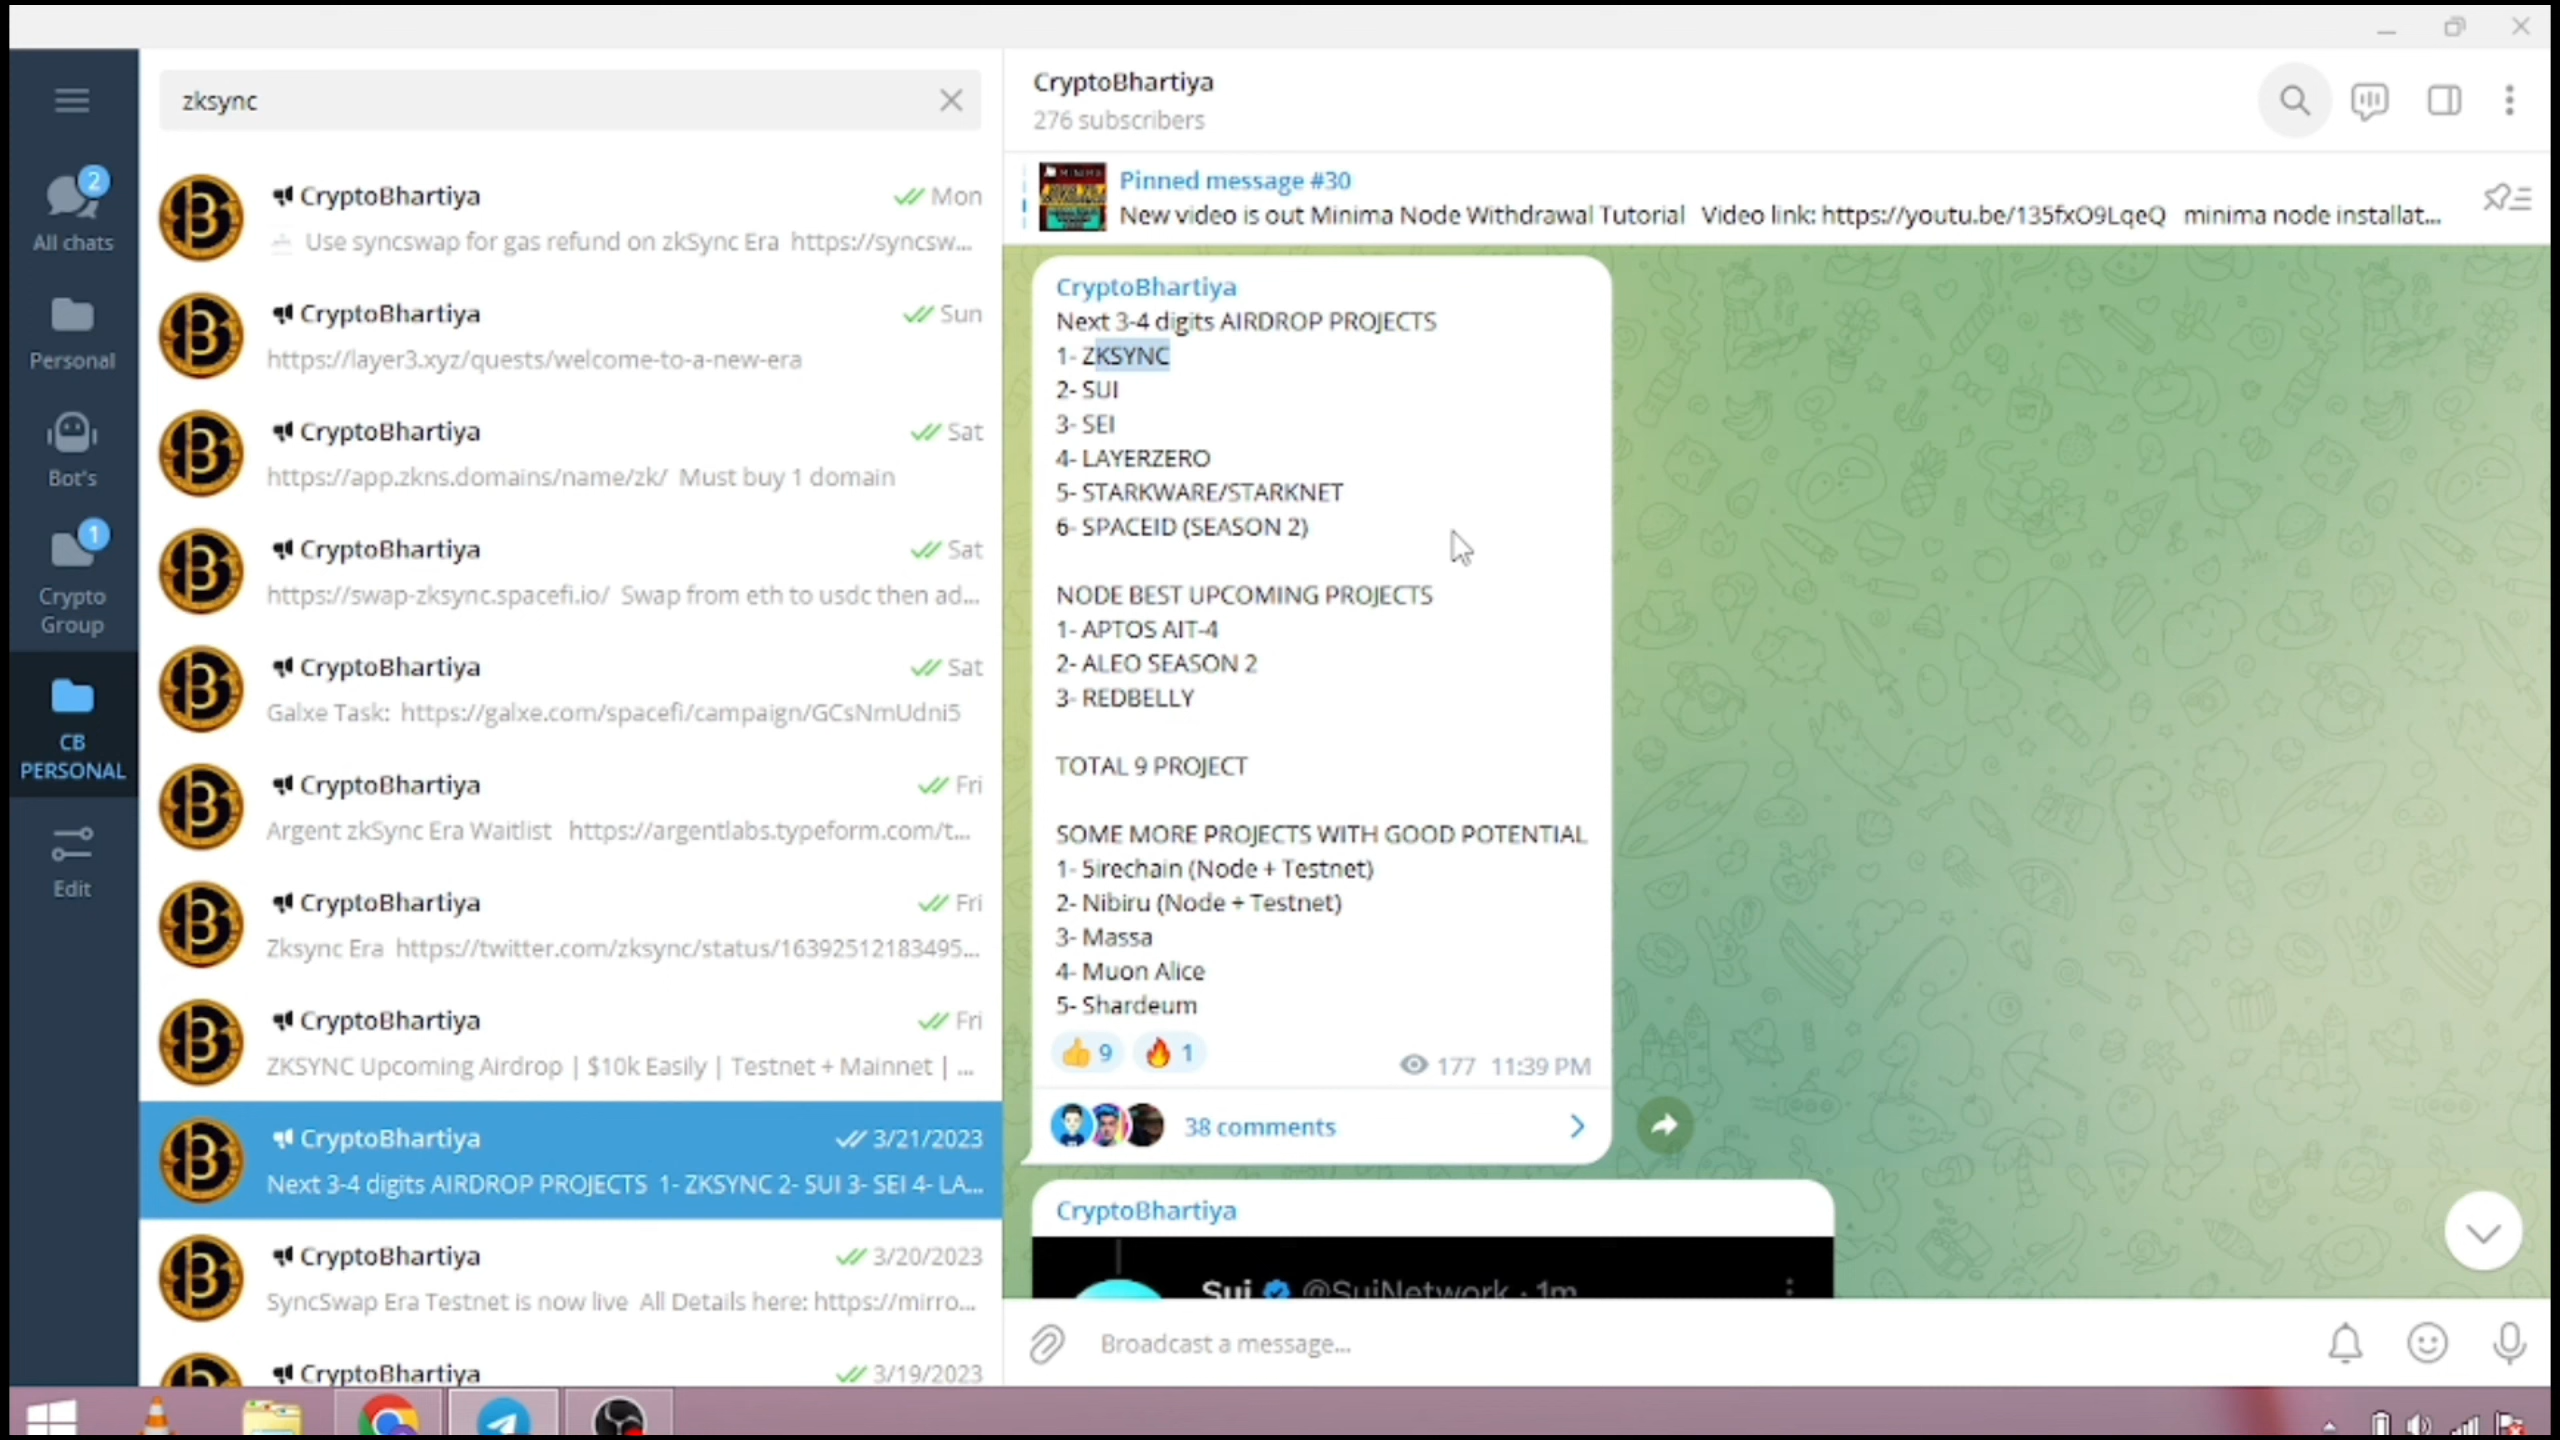 zksync
2
All chats
Personal
Bot's
1
Crypto
Group
CB
PERSONAL
Edit
CryptoBhartiya
Mon
Use syncswap for gas refund on zkSync Era https://syncsw...
CryptoBhartiya
Sun
https://layer3.xyz/quests/welcome-to-a-new-era
CryptoBhartiya
Sat
https://app.zkns.domains/name/zk/ Must buy 1 domain
CryptoBhartiya
Sat
https://swap-zksync.spacefi.io/ Swap from eth to usdc then ad...
CryptoBhartiya
Sat
Galxe Task: https://galxe.com/spacefi/campaign/GCsNmUdni5
CryptoBhartiya
Fri
Argent zkSync Era Waitlist https://argentlabs.typeform.com/t...
CryptoBhartiya
Fri
Zksync Era https://twitter.com/zksync/status/16392512183495...
CryptoBhartiya
Fri
ZKSYNC Upcoming Airdrop | $10k Easily | Testnet + Mainnet | ...
CryptoBhartiya
3/21/2023
Next 3-4 digits AIRDROP PROJECTS 1- ZKSYNC 2- SUI 3- SEI 4- LA...
CryptoBhartiya
3/20/2023
SyncSwap Era Testnet is now live All Details here: https://mirro...
CryptoBhartiya
3/19/2023
CryptoBhartiya
276 subscribers
Pinned message #30
New video is out Minima Node Withdrawal Tutorial Video link: https://youtu.be/135fxO9LqeQ minima node installat...
CryptoBhartiya
Next 3-4 digits AIRDROP PROJECTS
1- ZKSYNC
2- SUI
3- SEI
4- LAYERZERO
5- STARKWARE/STARKNET
6- SPACEID (SEASON 2)
NODE BEST UPCOMING PROJECTS
1- APTOS AIT-4
2- ALEO SEASON 2
3- REDBELLY
TOTAL 9 PROJECT
SOME MORE PROJECTS WITH GOOD POTENTIAL
1- 5irechain (Node + Testnet)
2- Nibiru (Node + Testnet)
3- Massa
4- Muon Alice
5- Shardeum
9
1
177 11:39 PM
38 comments
CryptoBhartiya
Sui @SuiNetwork · 1m
Broadcast a message...